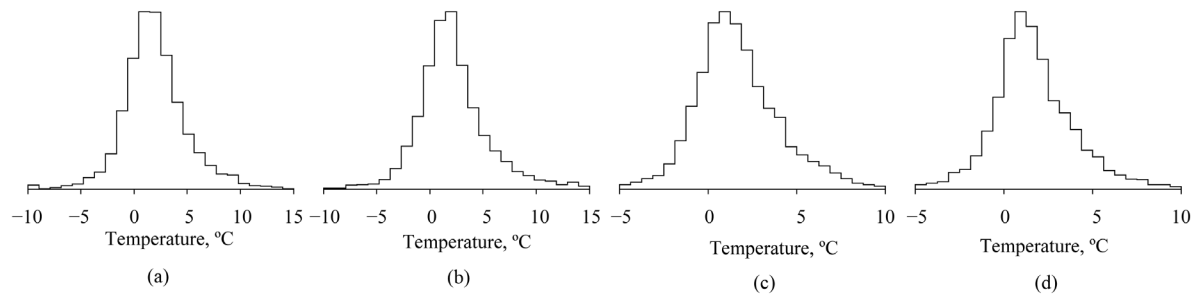 −10 −5 0 5 10 15 −10 −5 0 5 10 15 −5 0 5 10 −5 0 5 10
Temperature, ºC Temperature, ºC Temperature, ºC Temperature, ºC
(a) (b) (c) (d)